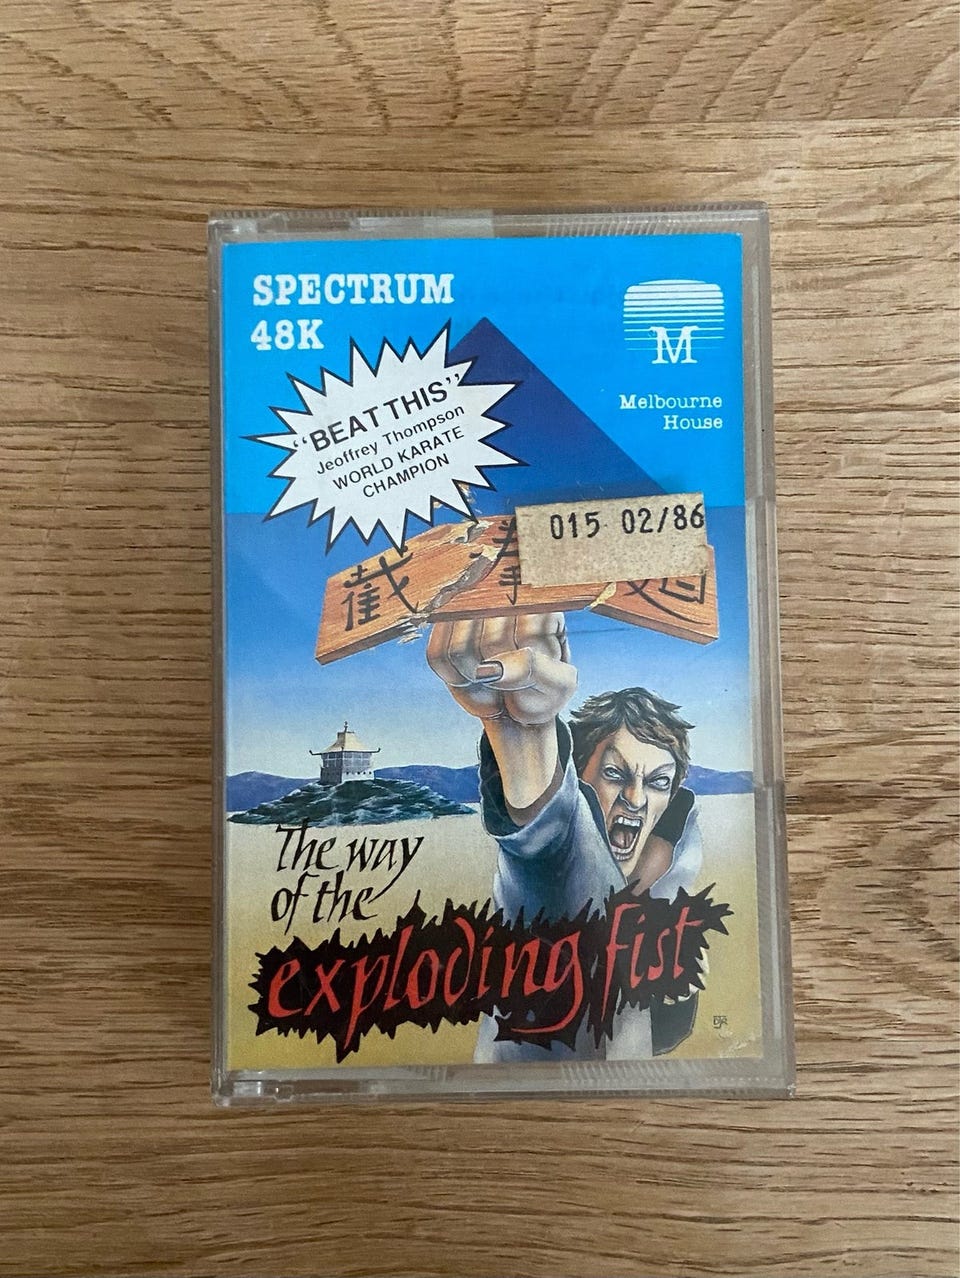 SPECTRUM
48K
M
Melbourne
House
“BEAT THIS”
Jeoffrey Thompson
WORLD KARATE
CHAMPION
015 02/86
The way
of the
exploding fist